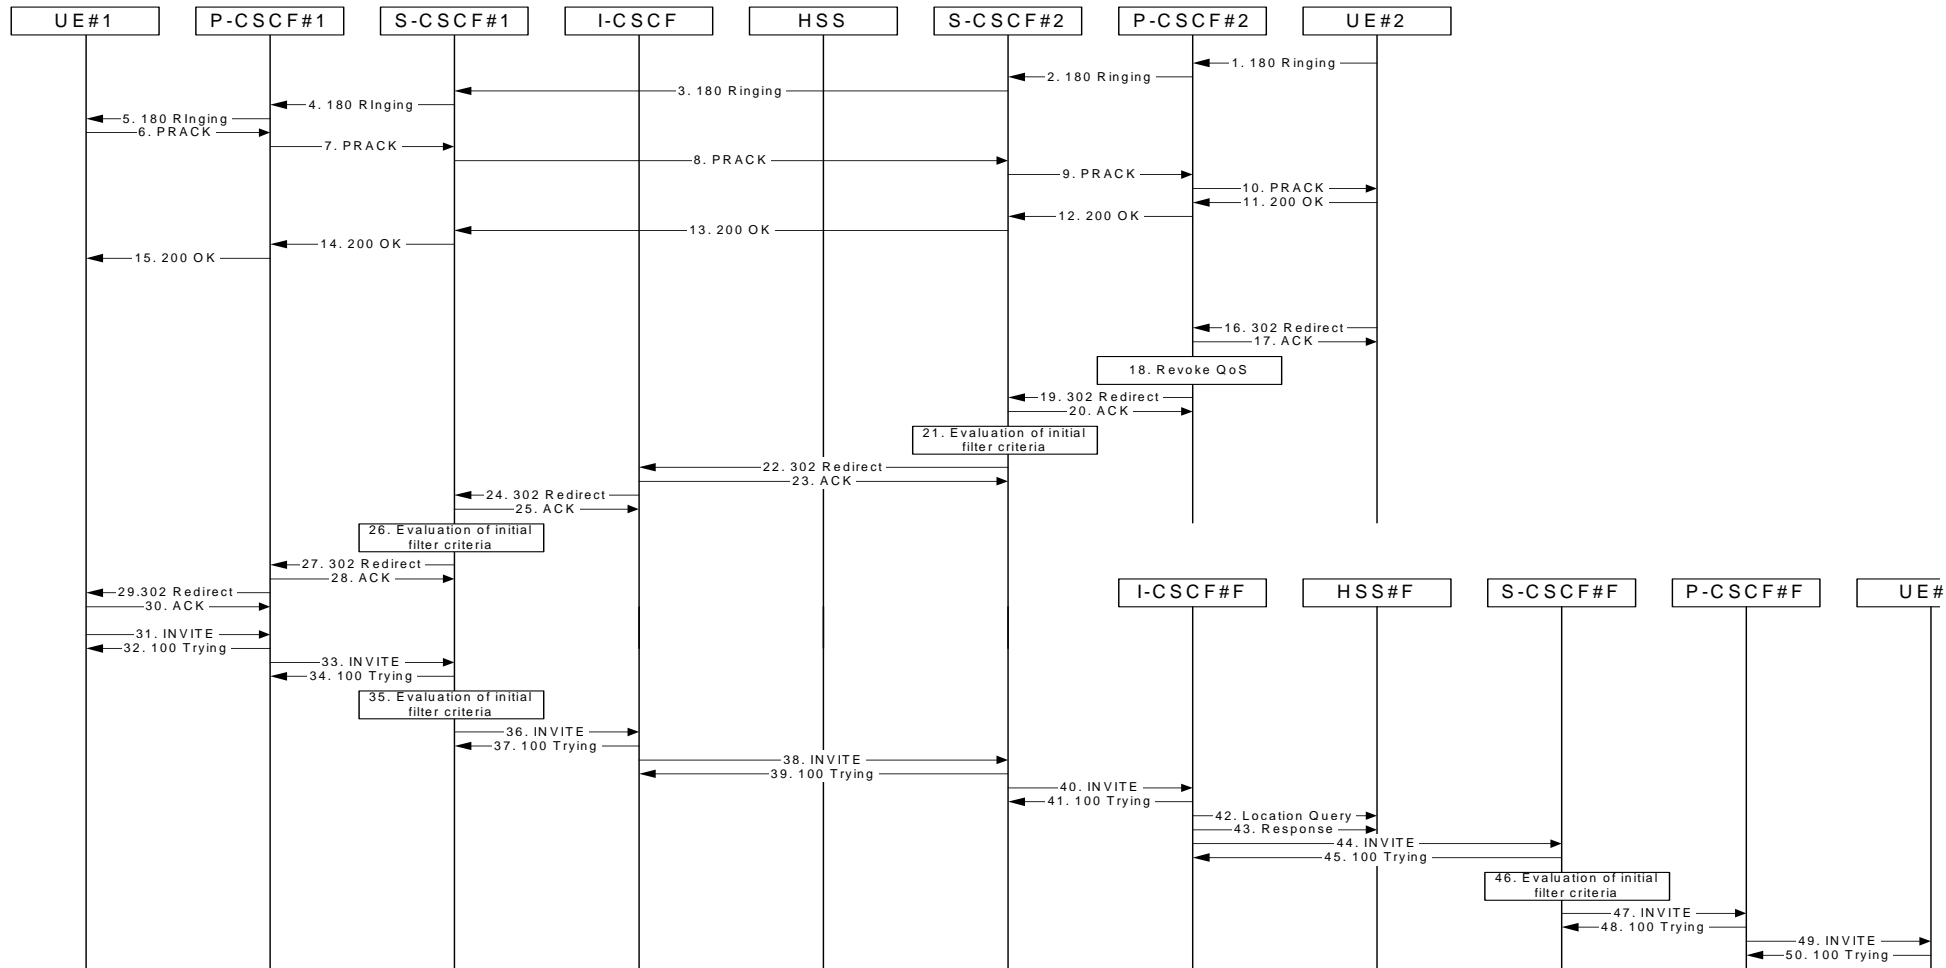 UE#1 P-CSCF#1 S-CSCF#1 I-CSCF HSS S-CSCF#2 P-CSCF#2 UE#2
1. 180 Ringing
2. 180 Ringing
3. 180 Ringing
4. 180 RInging
5. 180 RInging
6. PRACK
7. PRACK
8. PRACK
9. PRACK
10. PRACK
11. 200 OK
12. 200 OK
13. 200 OK
14. 200 OK
15. 200 OK
16. 302 Redirect
17. ACK
18. Revoke QoS
19. 302 Redirect
20. ACK
21. Evaluation of initial
filter criteria
22. 302 Redirect
23. ACK
24. 302 Redirect
25. ACK
26. Evaluation of initial
filter criteria
27. 302 Redirect
28. ACK
29.302 Redirect
30. ACK
I-CSCF#F HSS#F S-CSCF#F P-CSCF#F UE#
31. INVITE
32. 100 Trying
33. INVITE
34. 100 Trying
35. Evaluation of initial
filter criteria
36. INVITE
37. 100 Trying
38. INVITE
39. 100 Trying
40. INVITE
41. 100 Trying
42. Location Query
43. Response
44. INVITE
45. 100 Trying
46. Evaluation of initial
filter criteria
47. INVITE
48. 100 Trying
49. INVITE
50. 100 Trying